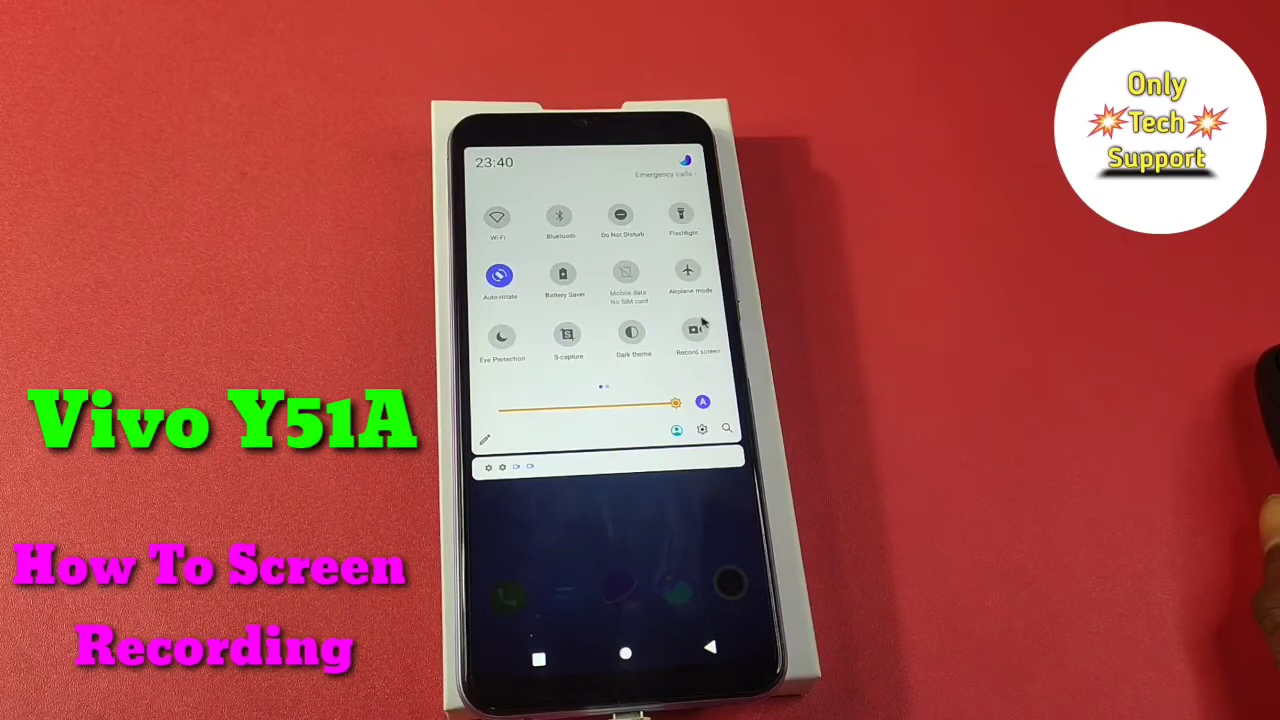 Only
Tech
Support
23:40
Emergency calls
Wi-Fi
Bluetooth
Do Not Disturb
Flashlight
Auto-rotate
Battery Saver
Mobile data
No SIM card
Airplane mode
Eye Protection
S-capture
Dark theme
Record screen
A
Vivo Y51A
How To Screen
Recording